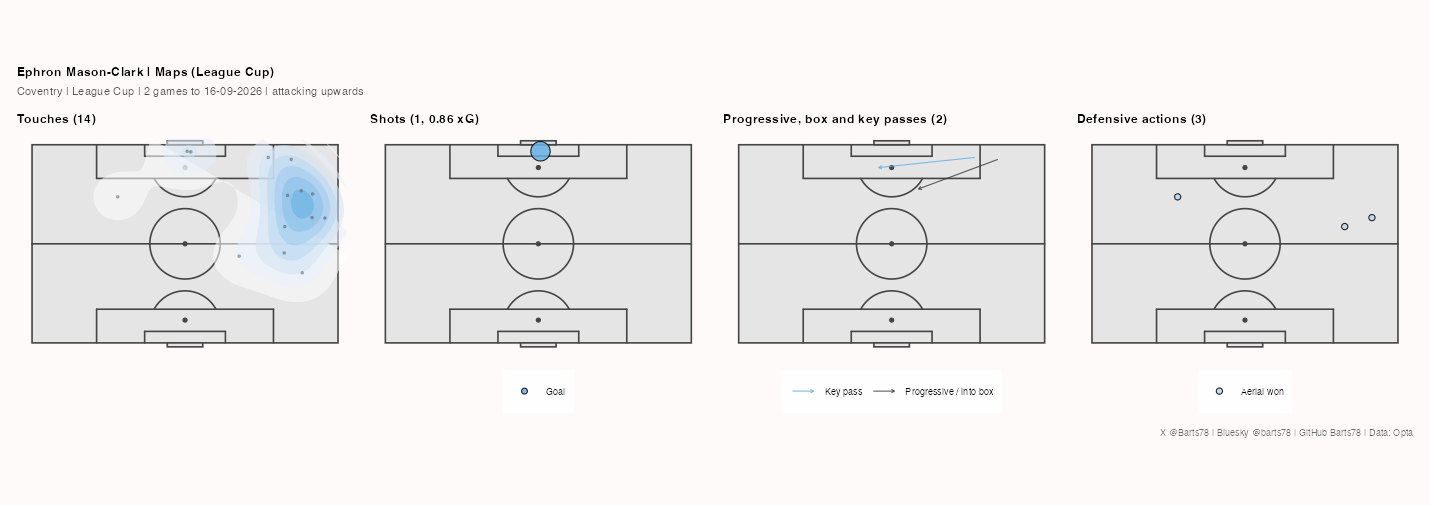 Ephron Mason-Clark | Maps (League Cup)
Coventry | League Cup | 2 games to 16-09-2026 | attacking upwards
Touches (14)
Shots (1, 0.86 xG)
Progressive, box and key passes (2)
Defensive actions (3)
Goal
Key pass
Progressive / into box
Aerial won
X @Barts78 | Bluesky @barts78 | GitHub Barts78 | Data: Opta